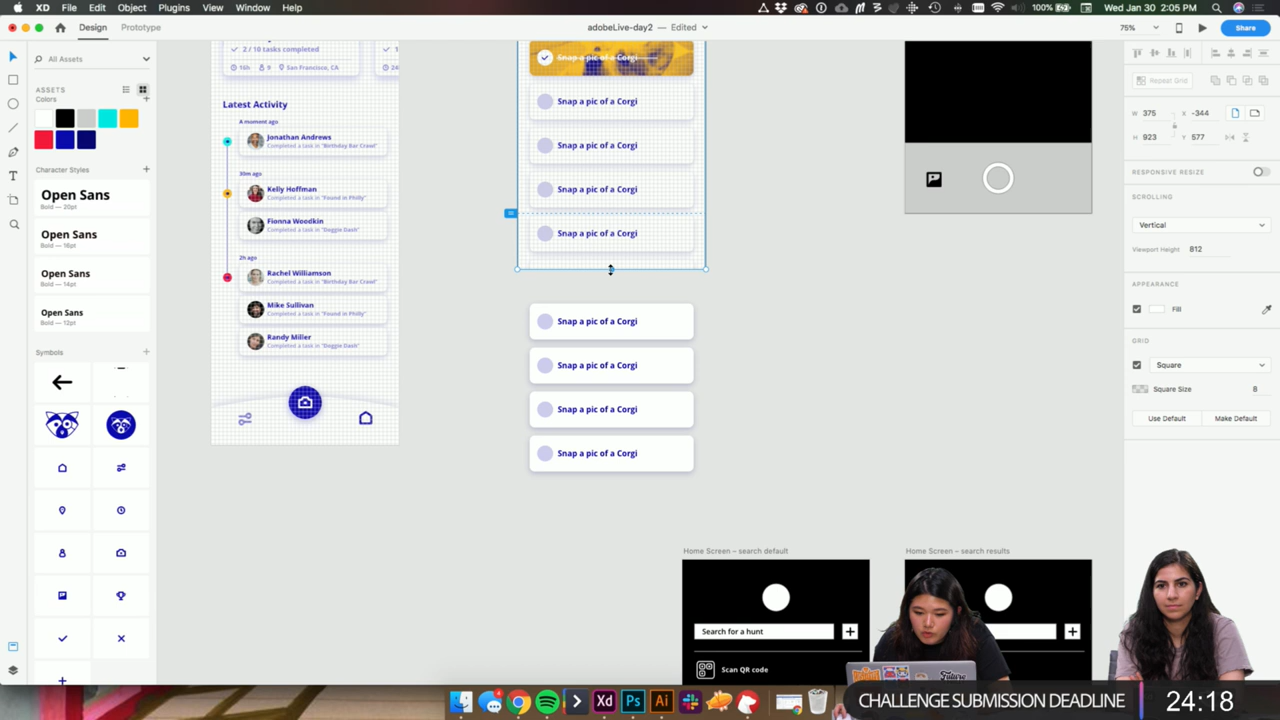 XD File Edit Object Plugins View Window Help
100% Wed Jan 30 2:05 PM
Design Prototype
adobeLive-day2 — Edited
75%
Share
All Assets
ASSETS
Colors
Character Styles
Open Sans
Bold — 20pt
Open Sans
Bold — 16pt
Open Sans
Bold — 14pt
Open Sans
Bold — 12pt
Symbols
2 / 10 tasks completed
15h 9 San Francisco, CA
Latest Activity
A moment ago
Jonathan Andrews
Completed a task in "Birthday Bar Crawl"
30m ago
Kelly Hoffman
Completed a task in "Found in Philly"
Fionna Woodkin
Completed a task in "Doggie Dash"
2h ago
Rachel Williamson
Completed a task in "Birthday Bar Crawl"
Mike Sullivan
Completed a task in "Found in Philly"
Randy Miller
Completed a task in "Doggie Dash"
Snap a pic of a Corgi
Snap a pic of a Corgi
Snap a pic of a Corgi
Snap a pic of a Corgi
Snap a pic of a Corgi
Snap a pic of a Corgi
Snap a pic of a Corgi
Snap a pic of a Corgi
Snap a pic of a Corgi
Home Screen – search default
Search for a hunt
Scan QR code
Home Screen – search results
Repeat Grid
W 375 X -344
H 923 Y 577
RESPONSIVE RESIZE
SCROLLING
Vertical
Viewport Height 812
APPEARANCE
Fill
GRID
Square
Square Size 8
Use Default Make Default
Xd Ps Ai
Future
CHALLENGE SUBMISSION DEADLINE 24:18